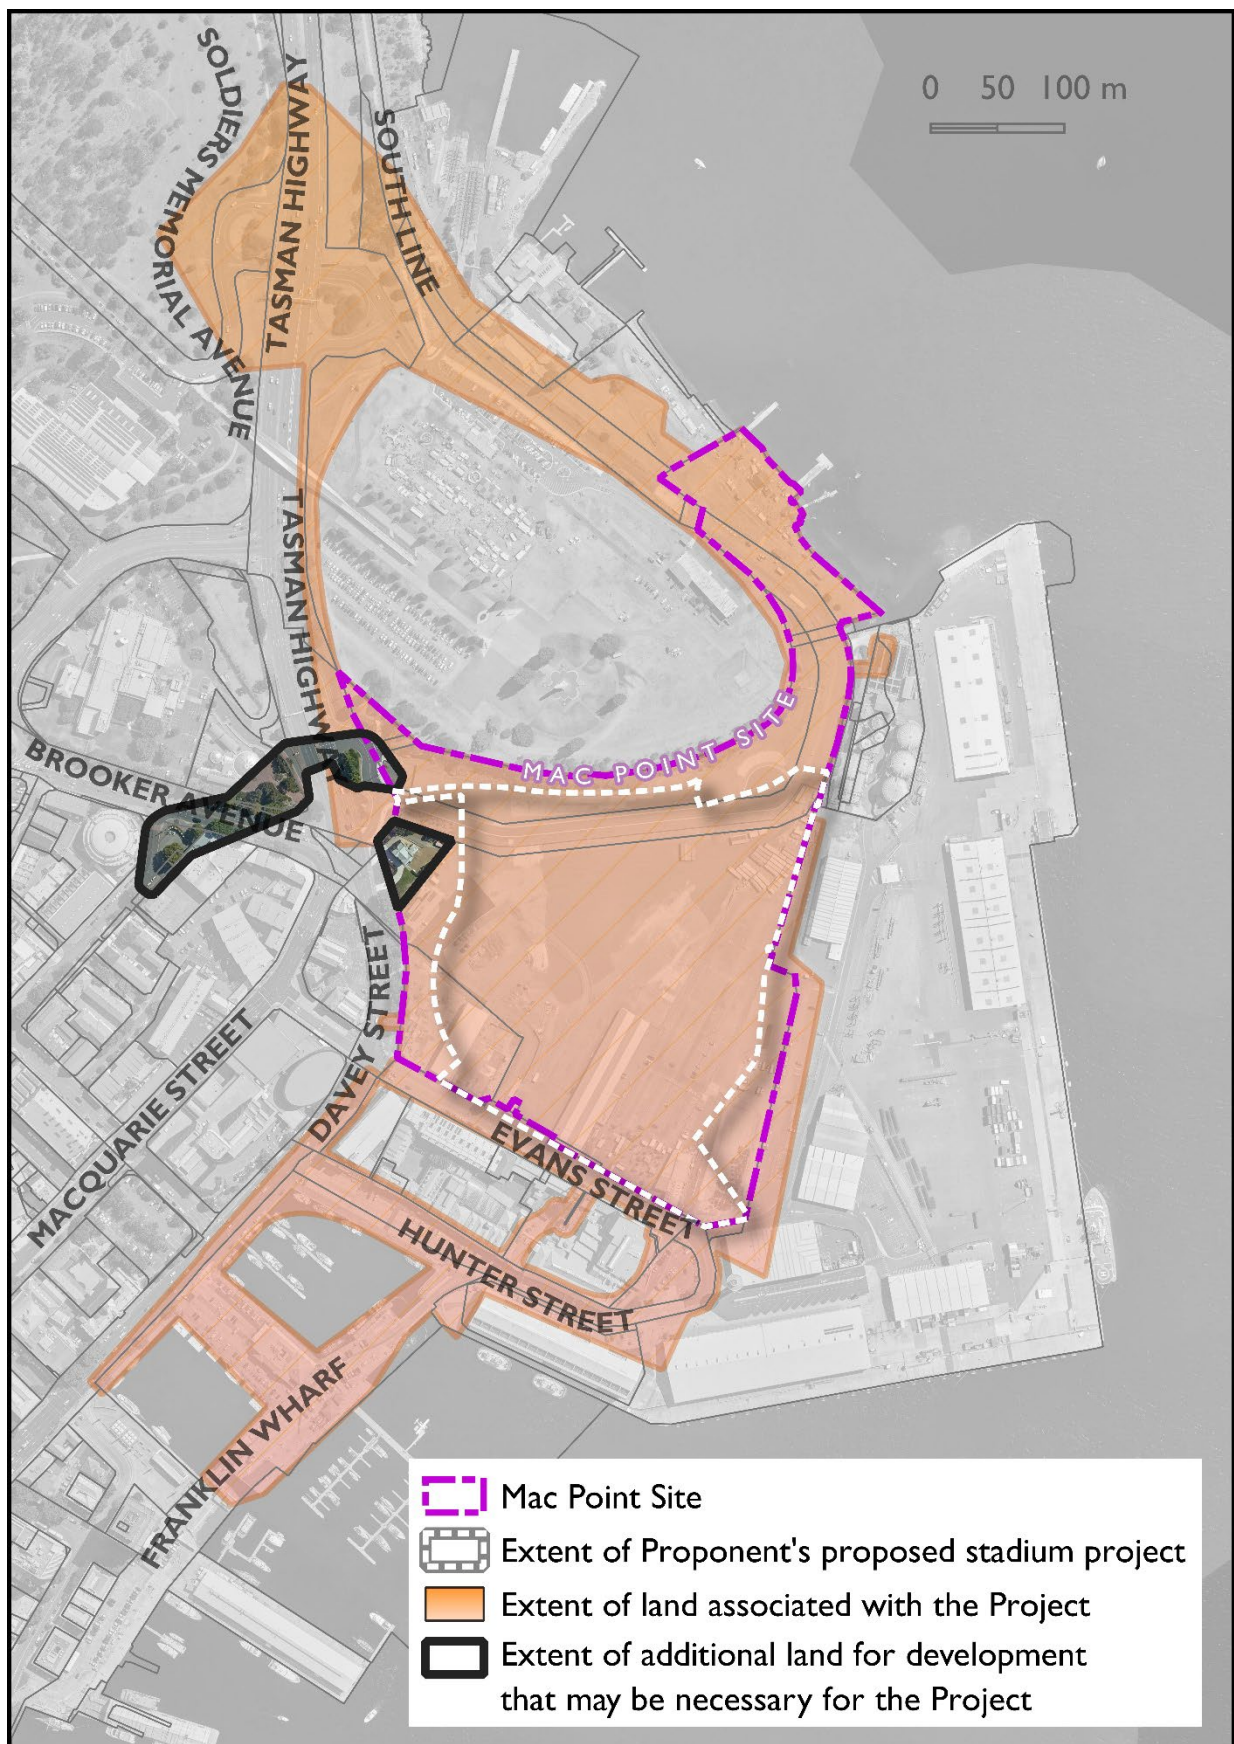 0 50 100 m
SOLDIERS MEMORIAL AVENUE
TASMAN HIGHWAY
SOUTH LINE
TASMAN HIGHWAY
MAC POINT SITE
BROOKER AVENUE
DAVEY STREET
MACQUARIE STREET
EVANS STREET
HUNTER STREET
FRANKLIN WHARF
Mac Point Site
Extent of Proponent's proposed stadium project
Extent of land associated with the Project
Extent of additional land for development
that may be necessary for the Project